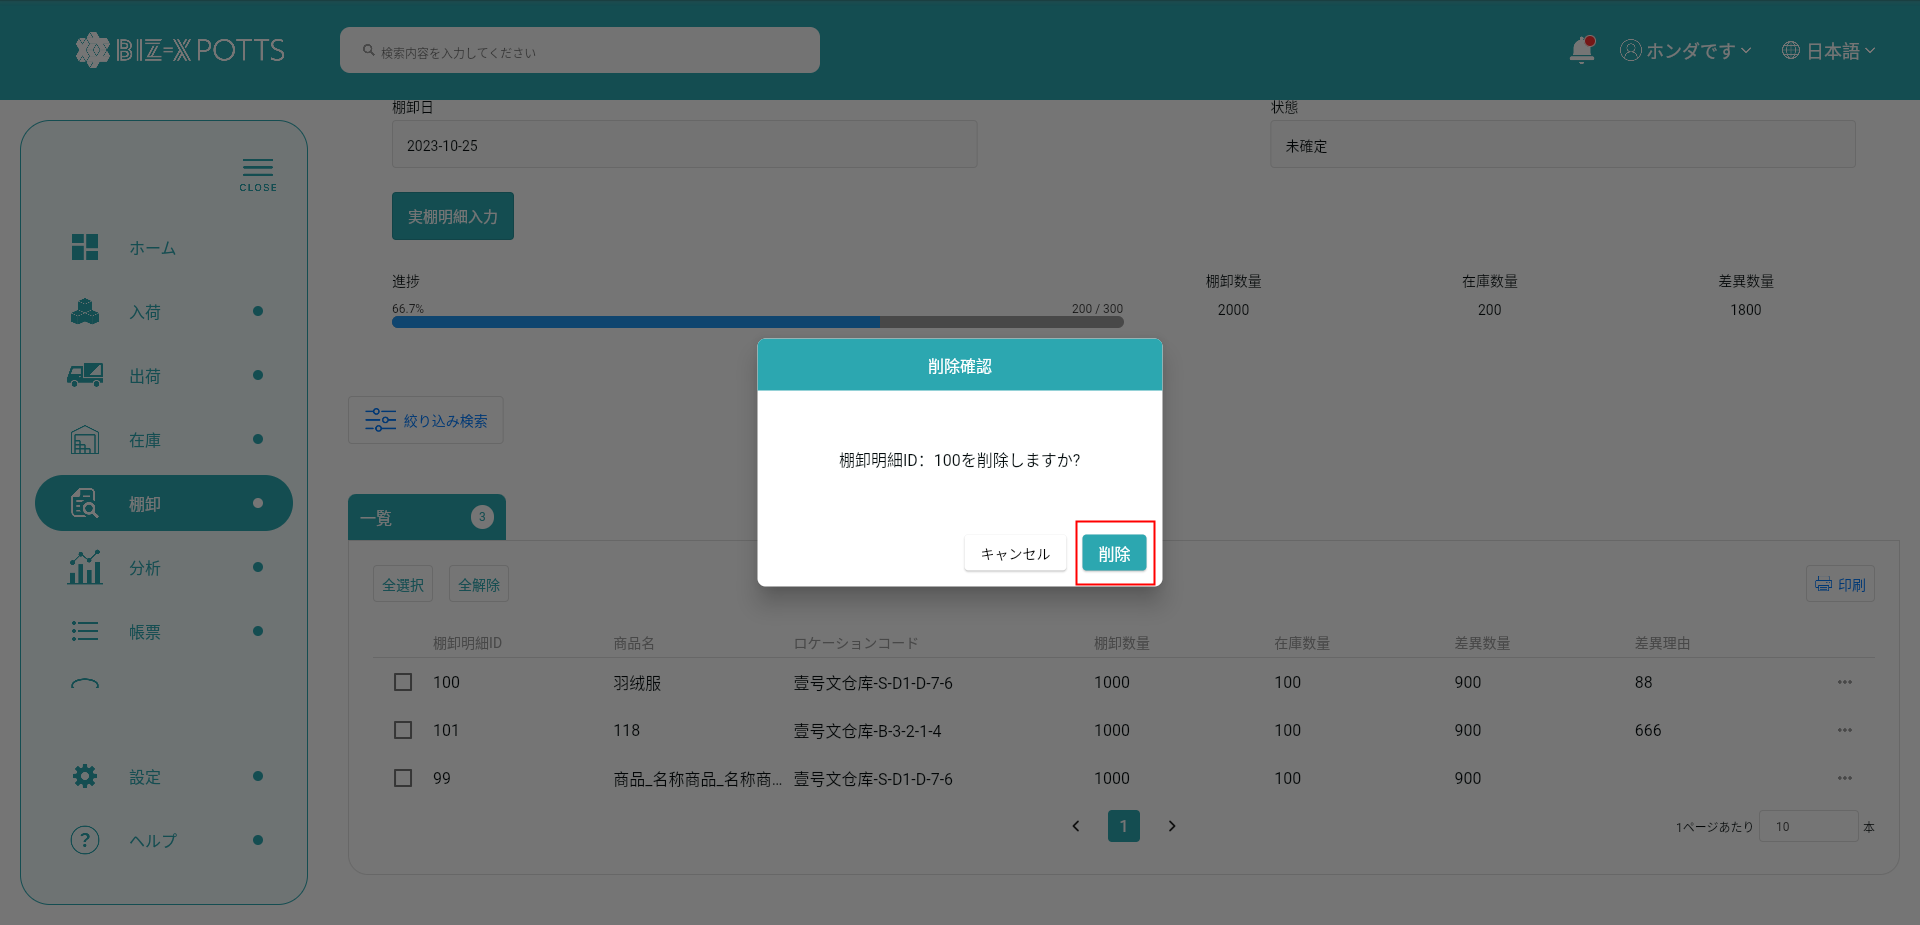 BIZ=X POTTS
検索内容を入力してください
ホンダです
日本語
CLOSE
ホーム
入荷
出荷
在庫
棚卸
分析
帳票
設定
ヘルプ
棚卸日
状態
2023-10-25
未確定
実棚明細入力
進捗
棚卸数量
在庫数量
差異数量
66.7%
200 / 300
2000
200
1800
絞り込み検索
削除確認
棚卸明細ID：100を削除しますか?
キャンセル
削除
一覧
3
全選択
全解除
印刷
棚卸明細ID 商品名 ロケーションコード 棚卸数量 在庫数量 差異数量 差異理由
100 羽绒服 壹号文仓库-S-D1-D-7-6 1000 100 900 88
101 118 壹号文仓库-B-3-2-1-4 1000 100 900 666
99 商品_名称商品_名称商... 壹号文仓库-S-D1-D-7-6 1000 100 900
1
1ページあたり 10 本